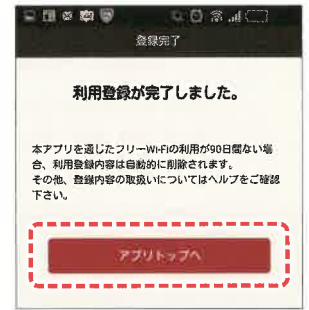 登録完了
利用登録が完了しました。
本アプリを通じたフリーWi-Fiの利用が90日間ない場
合、利用登録内容は自動的に削除されます。
その他、登録内容の取扱いについてはヘルプをご確認
下さい。
アプリトップへ